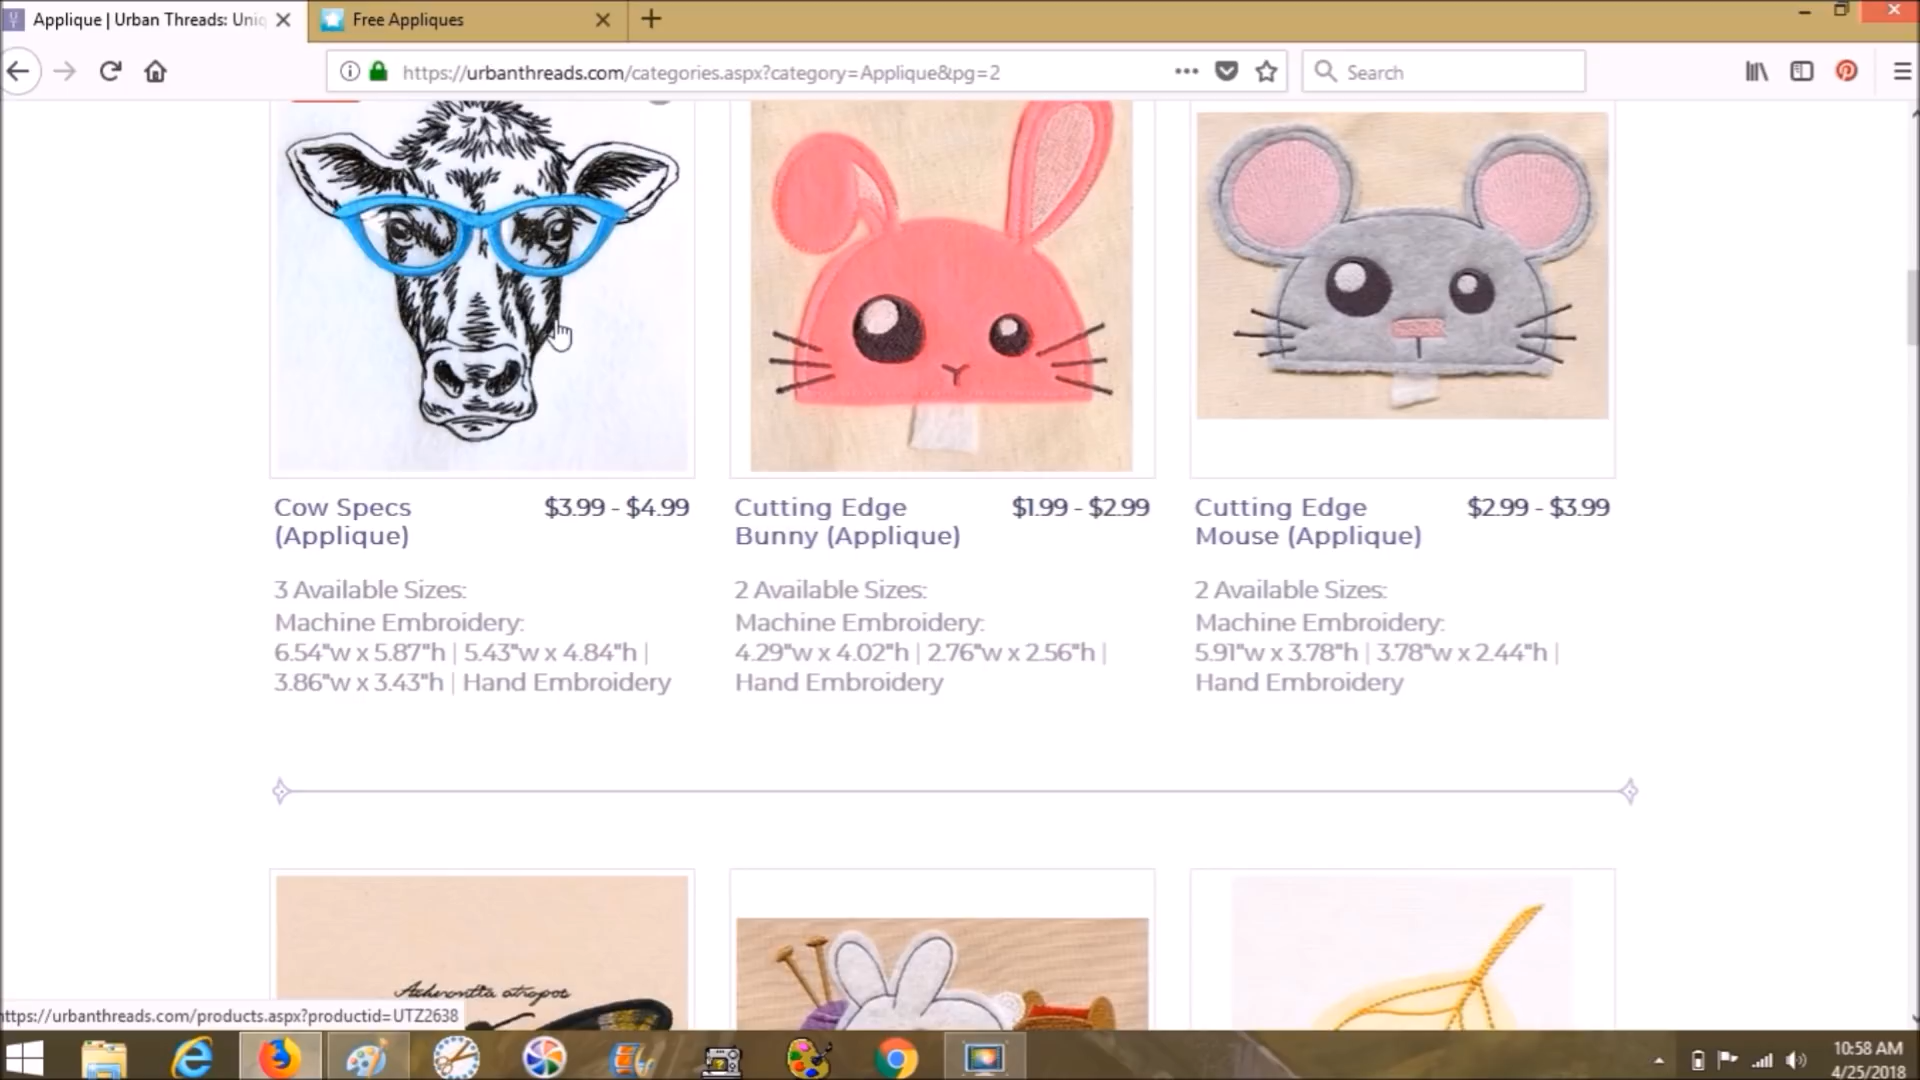 Applique | Urban Threads: Uniq
Free Appliques
https://urbanthreads.com/categories.aspx?category=Applique&pg=2
Search
Cow Specs
(Applique)
$3.99 - $4.99
Cutting Edge
Bunny (Applique)
$1.99 - $2.99
Cutting Edge
Mouse (Applique)
$2.99 - $3.99
3 Available Sizes:
Machine Embroidery:
6.54"w x 5.87"h | 5.43"w x 4.84"h |
3.86"w x 3.43"h | Hand Embroidery
2 Available Sizes:
Machine Embroidery:
4.29"w x 4.02"h | 2.76"w x 2.56"h |
Hand Embroidery
2 Available Sizes:
Machine Embroidery:
5.91"w x 3.78"h | 3.78"w x 2.44"h |
Hand Embroidery
Acherontia atropos
https://urbanthreads.com/products.aspx?productid=UTZ2638
10:58 AM
4/25/2018